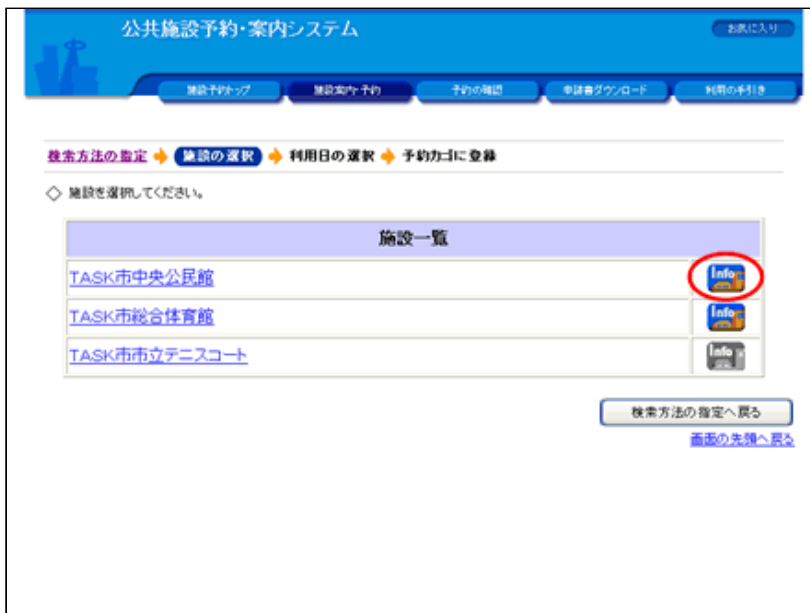 公共施設予約・案内システム
お気に入り
施設予約トップ 施設案内・予約 予約の確認 申請書ダウンロード 利用の手引き
検索方法の指定 施設の選択 利用日の選択 予約カゴに登録
◇ 施設を選択してください。
施設一覧
TASK市中央公民館 Info
TASK市総合体育館 Info
TASK市市立テニスコート Info
検索方法の指定へ戻る
画面の先頭へ戻る